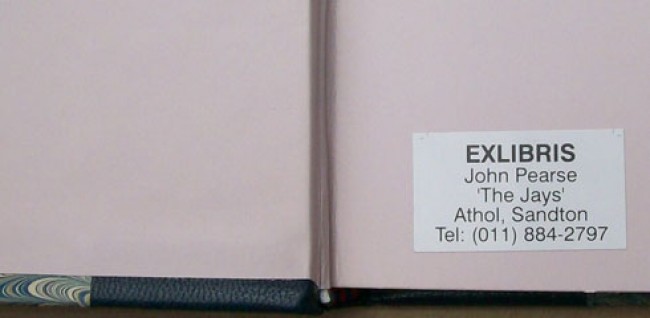 EXLIBRIS
John Pearse
'The Jays'
Athol, Sandton
Tel: (011) 884-2797